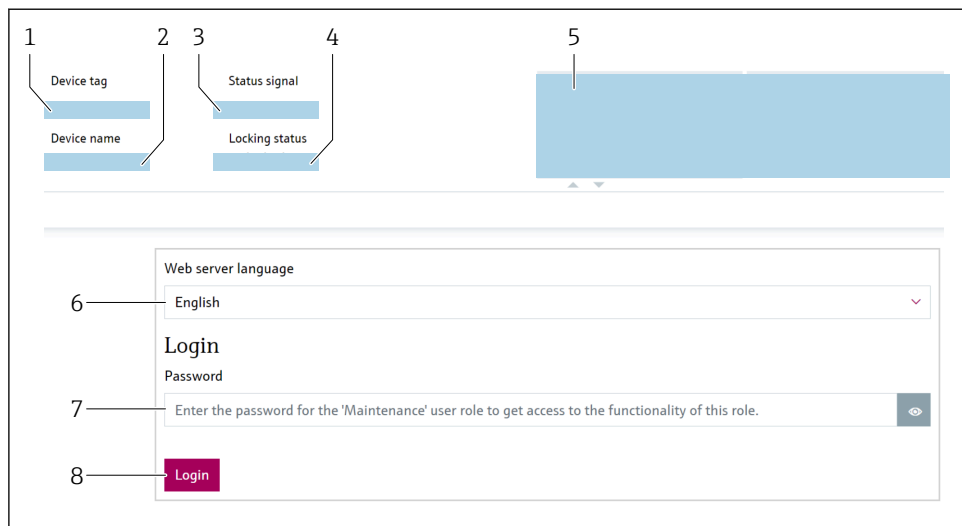 1 2 3 4 5
Device tag Status signal
Device name Locking status
Web server language
6 English
Login
Password
7 Enter the password for the 'Maintenance' user role to get access to the functionality of this role.
8 Login